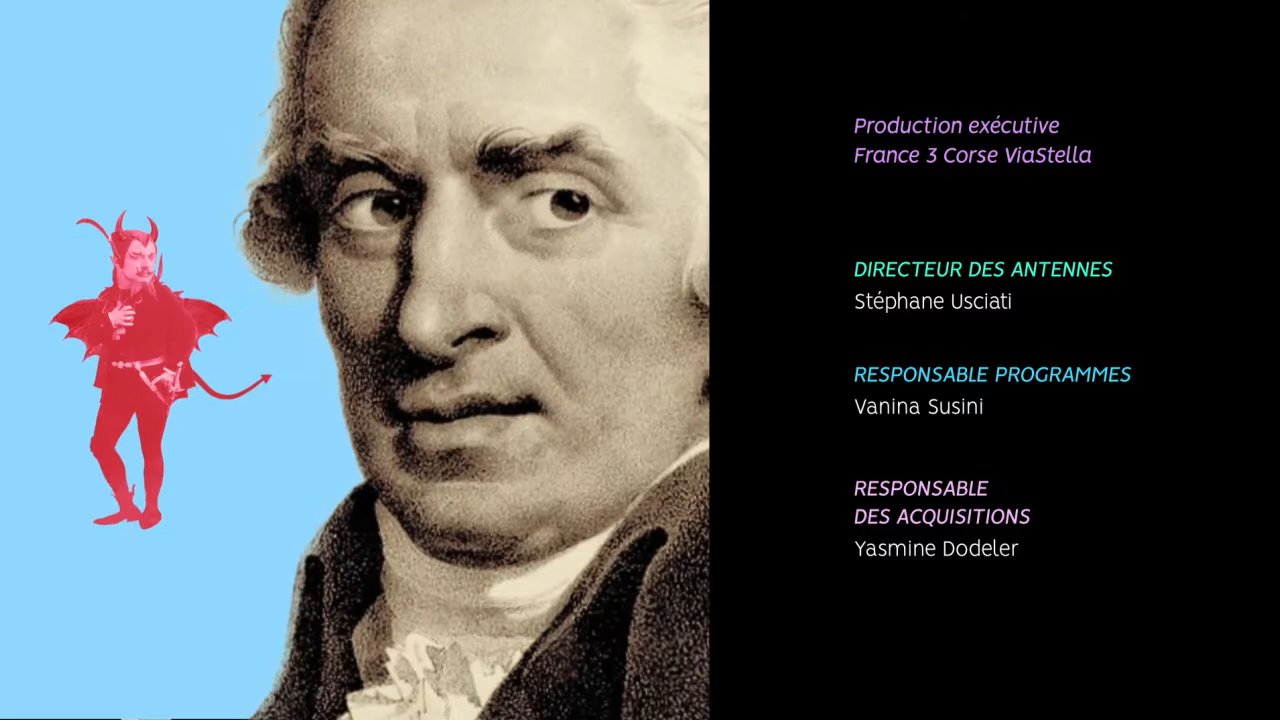 Production exécutive
France 3 Corse ViaStella
DIRECTEUR DES ANTENNES
Stéphane Usciati
RESPONSABLE PROGRAMMES
Vanina Susini
RESPONSABLE
DES ACQUISITIONS
Yasmine Dodeler